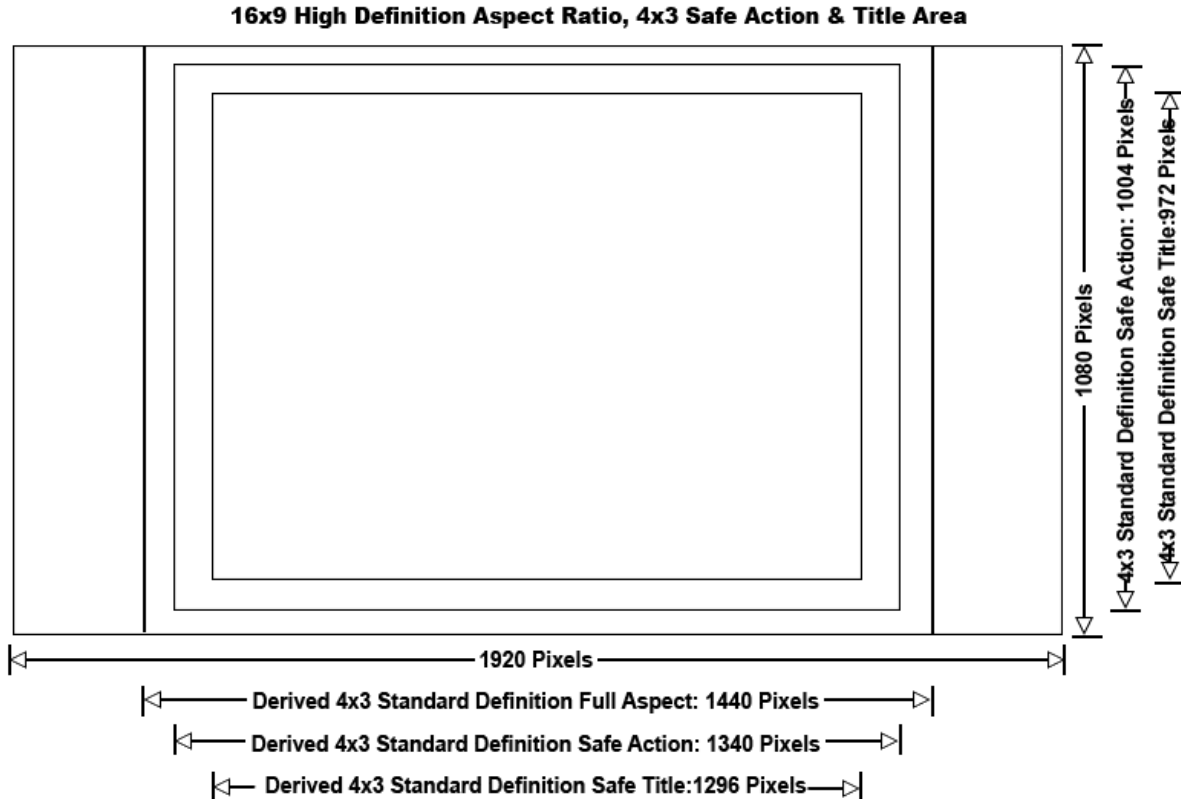 16x9 High Definition Aspect Ratio, 4x3 Safe Action & Title Area
1080 Pixels
4x3 Standard Definition Safe Action: 1004 Pixels
4x3 Standard Definition Safe Title:972 Pixels
1920 Pixels
Derived 4x3 Standard Definition Full Aspect: 1440 Pixels
Derived 4x3 Standard Definition Safe Action: 1340 Pixels
Derived 4x3 Standard Definition Safe Title:1296 Pixels